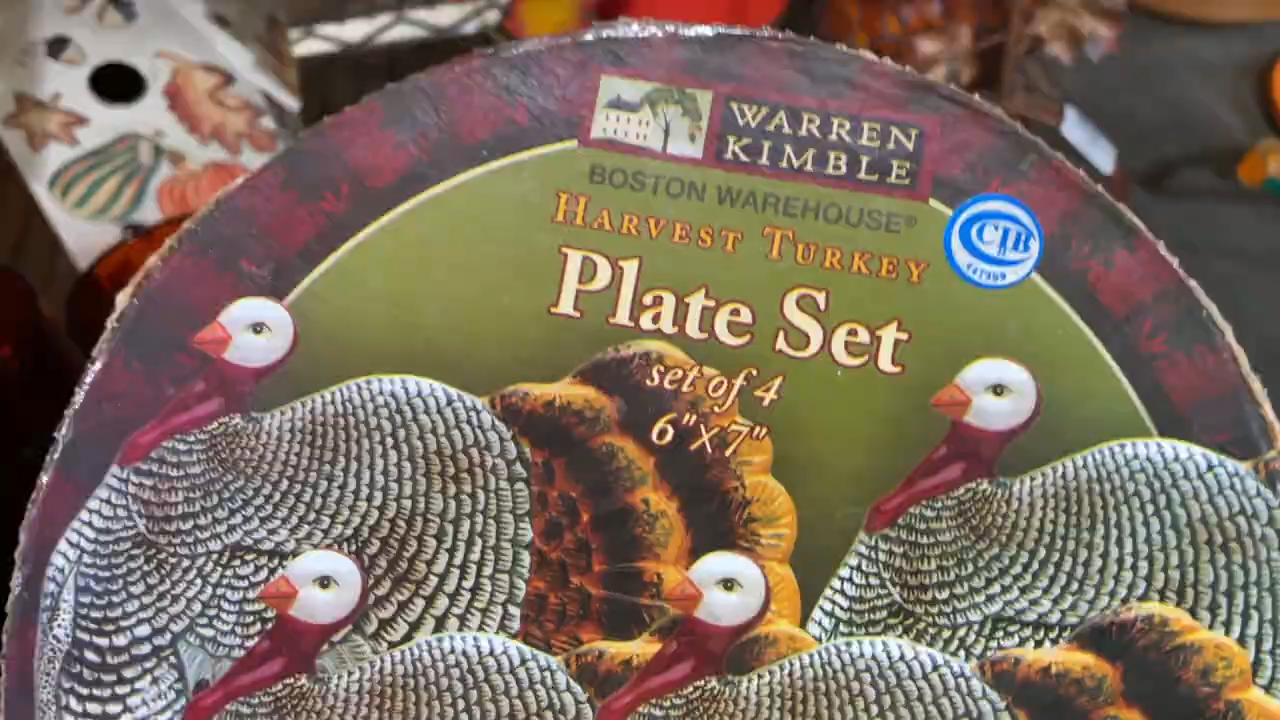 WARREN
KIMBLE
BOSTON WAREHOUSE®
HARVEST TURKEY
Plate Set
set of 4
6"x7"
CIB